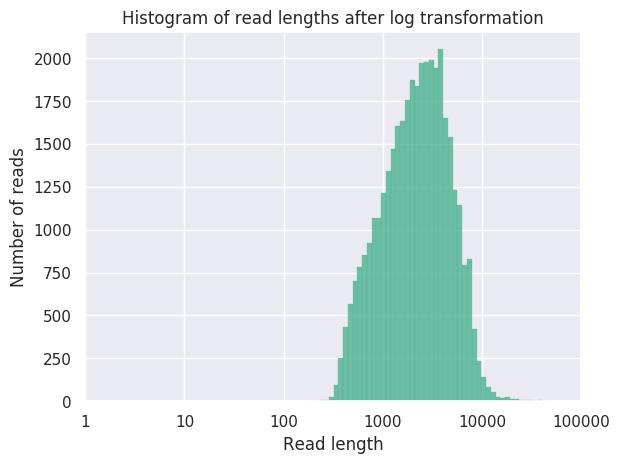 Histogram of read lengths after log transformation
Number of reads
2000
1750
1500
1250
1000
750
500
250
0
1 10 100 1000 10000 100000
Read length